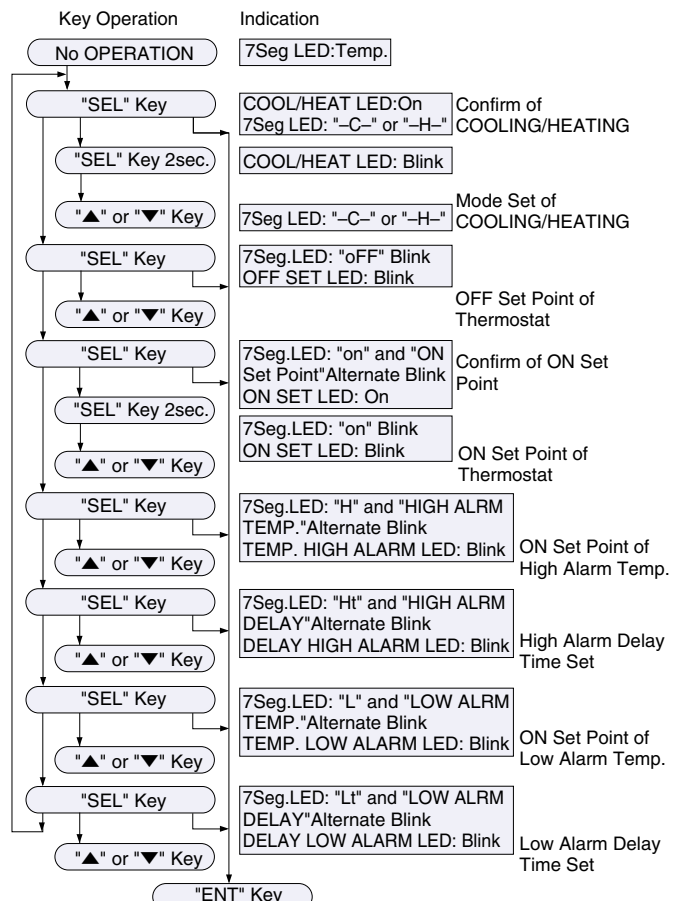 Key Operation Indication
No OPERATION 7Seg LED:Temp.
"SEL" Key COOL/HEAT LED:On Confirm of
7Seg LED: "–C–" or "–H–" COOLING/HEATING
"SEL" Key 2sec. COOL/HEAT LED: Blink
"▲" or "▼" Key 7Seg LED: "–C–" or "–H–" Mode Set of
COOLING/HEATING
"SEL" Key 7Seg.LED: "oFF" Blink
OFF SET LED: Blink
"▲" or "▼" Key OFF Set Point of
Thermostat
"SEL" Key 7Seg.LED: "on" and "ON
Set Point"Alternate Blink Confirm of ON Set
ON SET LED: On Point
"SEL" Key 2sec. 7Seg.LED: "on" Blink
ON SET LED: Blink
"▲" or "▼" Key ON Set Point of
Thermostat
"SEL" Key 7Seg.LED: "H" and "HIGH ALRM
TEMP."Alternate Blink
TEMP. HIGH ALARM LED: Blink
"▲" or "▼" Key ON Set Point of
High Alarm Temp.
"SEL" Key 7Seg.LED: "Ht" and "HIGH ALRM
DELAY"Alternate Blink
DELAY HIGH ALARM LED: Blink
"▲" or "▼" Key High Alarm Delay
Time Set
"SEL" Key 7Seg.LED: "L" and "LOW ALRM
TEMP."Alternate Blink
TEMP. LOW ALARM LED: Blink
"▲" or "▼" Key ON Set Point of
Low Alarm Temp.
"SEL" Key 7Seg.LED: "Lt" and "LOW ALRM
DELAY"Alternate Blink
DELAY LOW ALARM LED: Blink
"▲" or "▼" Key Low Alarm Delay
Time Set
"ENT" Key